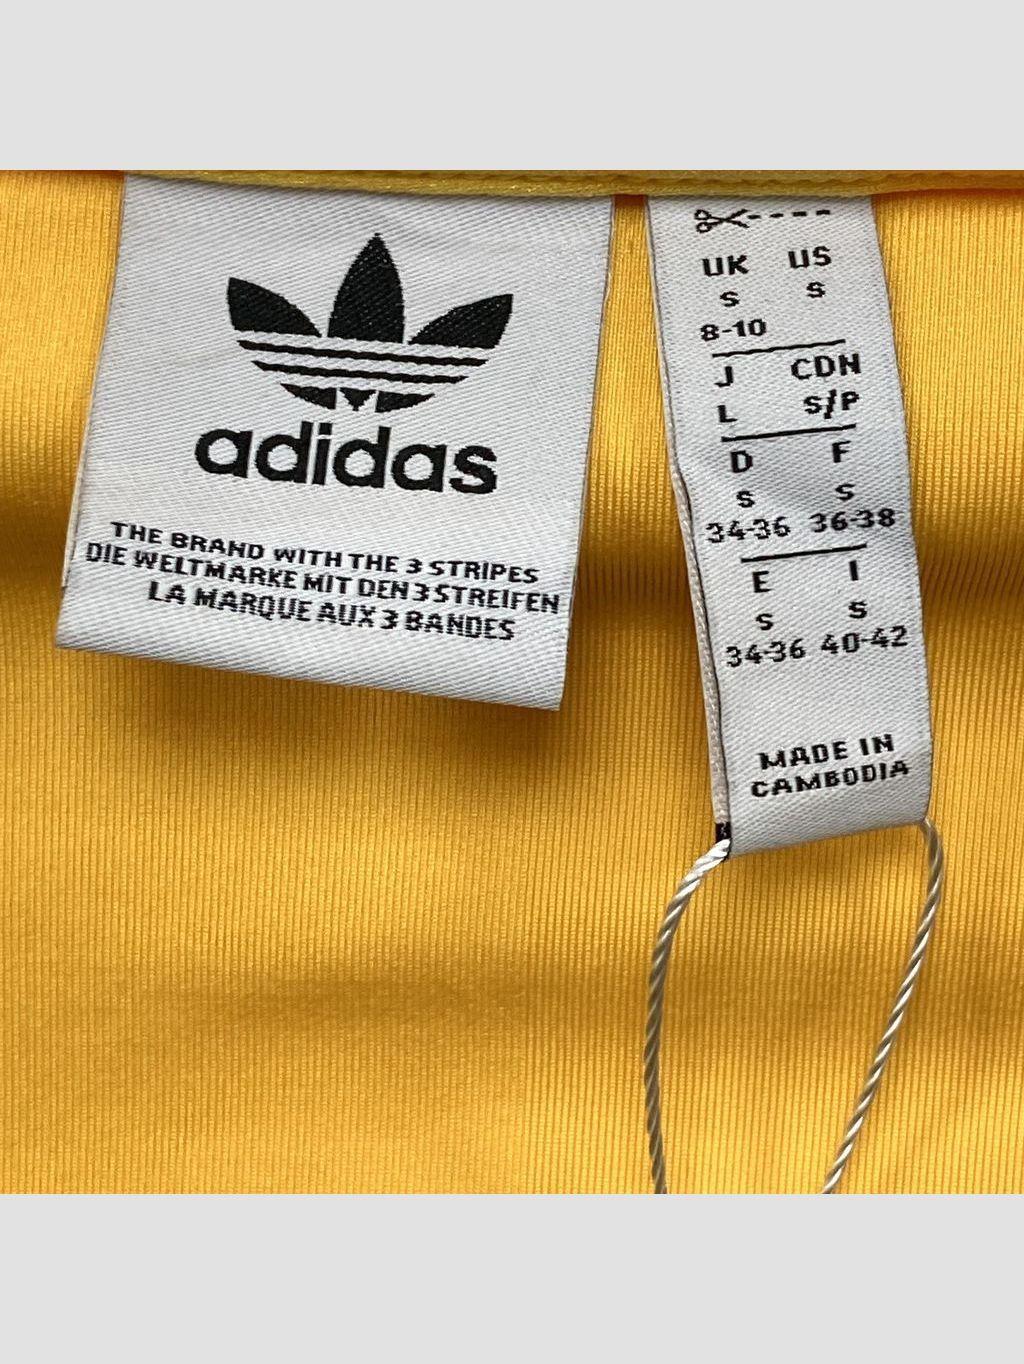 adidas
THE BRAND WITH THE 3 STRIPES
DIE WELTMARKE MIT DEN 3 STREIFEN
LA MARQUE AUX 3 BANDES
UK US
S S
8-10
J CDN
L S/P
D F
S S
34-36 36-38
E I
S S
34-36 40-42
MADE IN
CAMBODIA